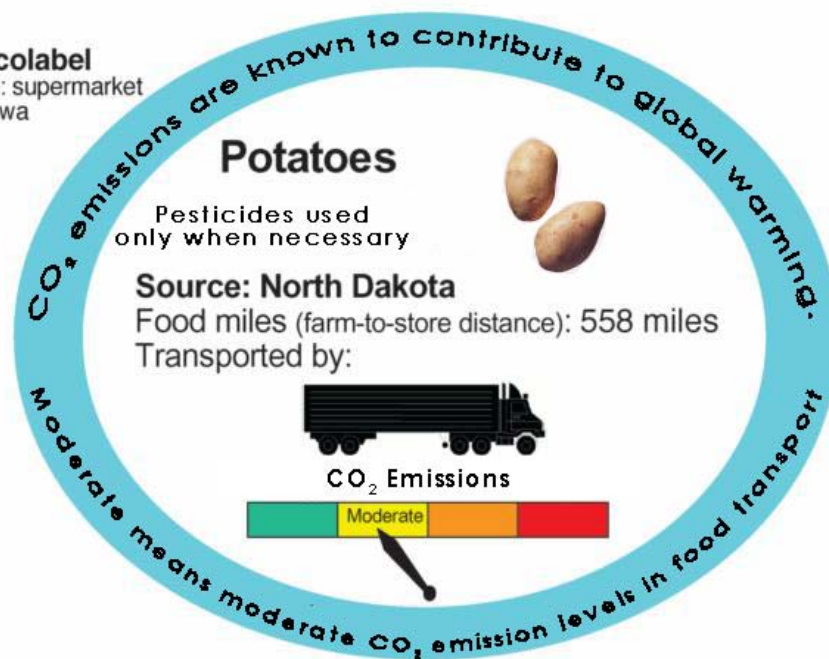 colabel
: supermarket
wa
CO₂ emissions are known to contribute to global warming.
Potatoes
Pesticides used
only when necessary
Source: North Dakota
Food miles (farm-to-store distance): 558 miles
Transported by:
CO₂ Emissions
Moderate
Moderate means moderate CO₂ emission levels in food transport